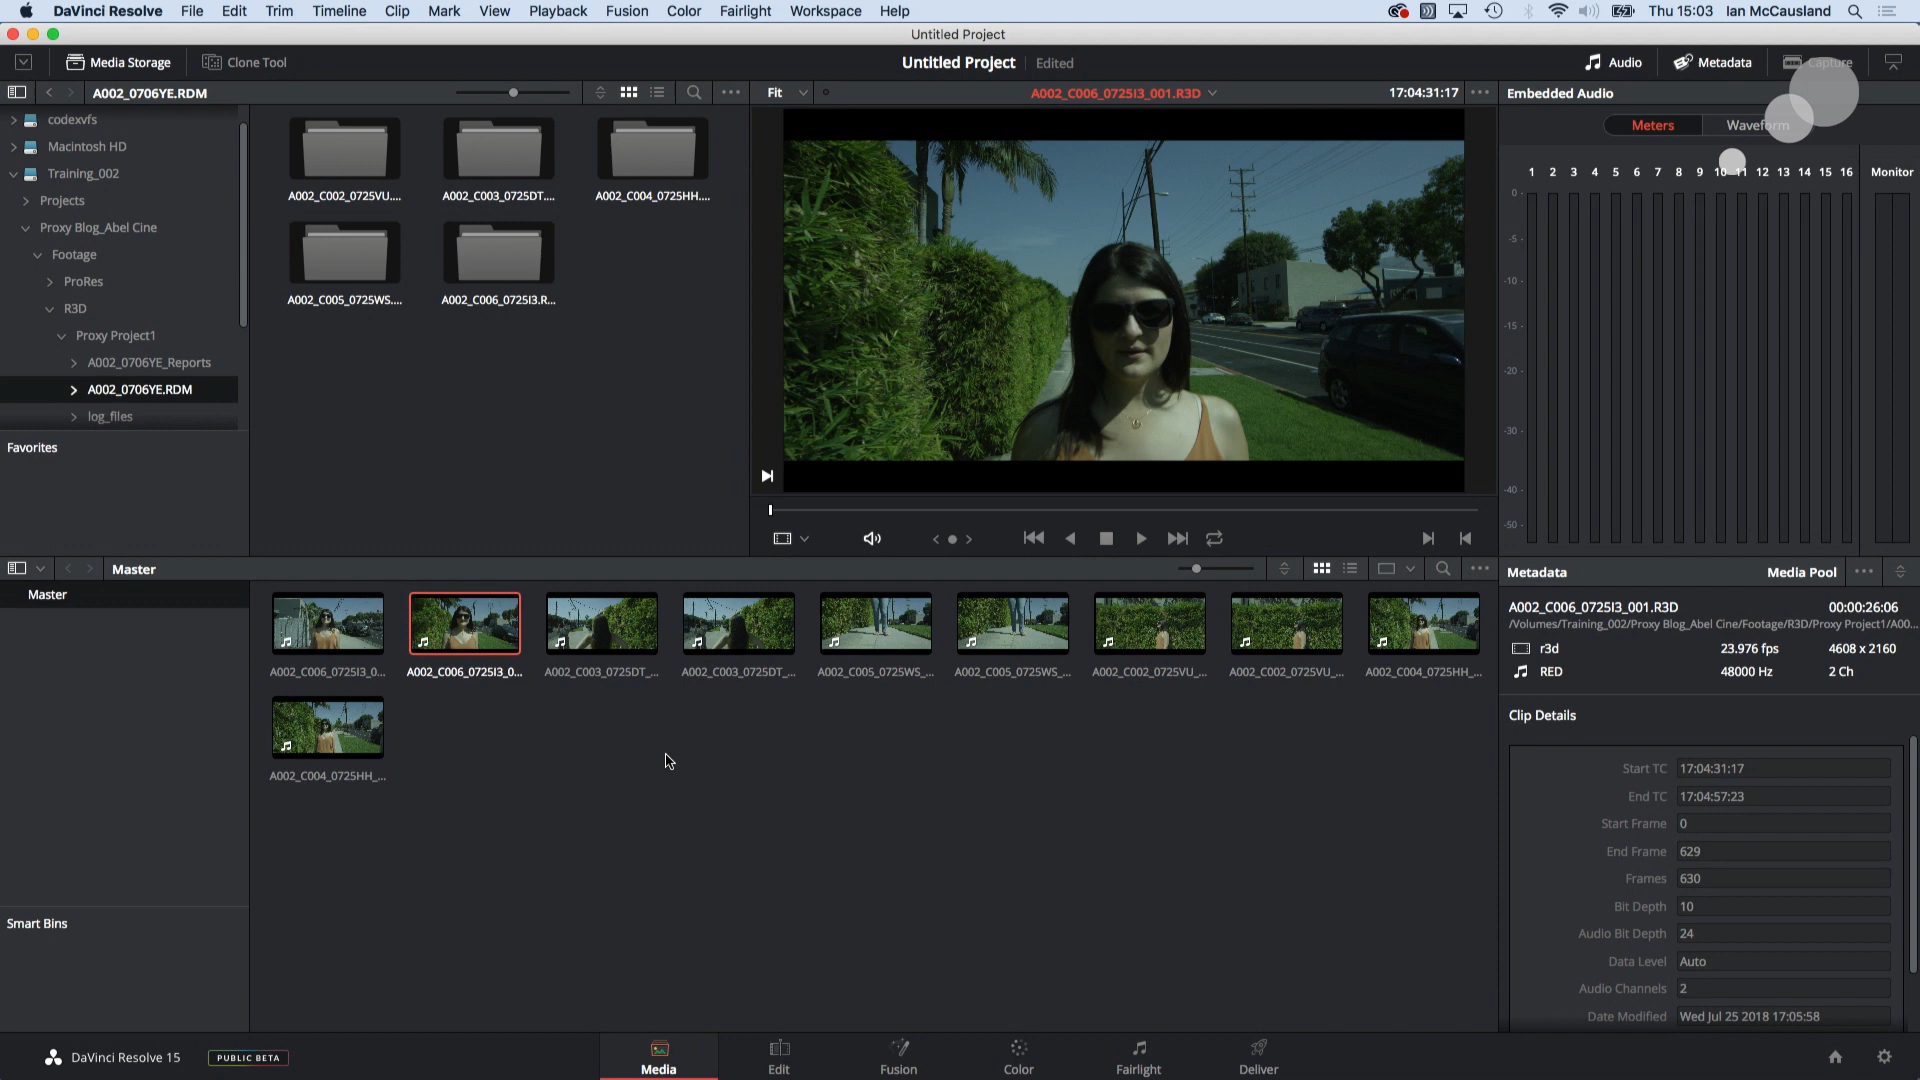 DaVinci Resolve File Edit Trim Timeline Clip Mark View Playback Fusion Color Fairlight Workspace Help Thu 15:03 Ian McCausland
Untitled Project
Media Storage Clone Tool Untitled Project Edited Audio Metadata Capture
A002_0706YE.RDM Fit A002_C006_0725I3_001.R3D 17:04:31:17 Embedded Audio
Meters Waveform
codexvfs
Macintosh HD
Training_002
Projects
Proxy Blog_Abel Cine
Footage
ProRes
R3D
Proxy Project1
A002_0706YE_Reports
A002_0706YE.RDM
log_files
Favorites
A002_C002_0725VU.... A002_C003_0725DT.... A002_C004_0725HH....
A002_C005_0725WS.... A002_C006_0725I3.R...
1 2 3 4 5 6 7 8 9 10 11 12 13 14 15 16 Monitor
0
-5
-10
-15
-20
-30
-40
-50
Master
Master
A002_C006_0725I3_0... A002_C006_0725I3_0... A002_C003_0725DT_... A002_C003_0725DT_... A002_C005_0725WS_... A002_C005_0725WS_... A002_C002_0725VU_... A002_C002_0725VU_... A002_C004_0725HH_...
A002_C004_0725HH_...
Smart Bins
Metadata Media Pool
A002_C006_0725I3_001.R3D 00:00:26:06
/Volumes/Training_002/Proxy Blog_Abel Cine/Footage/R3D/Proxy Project1/A00...
r3d 23.976 fps 4608 x 2160
RED 48000 Hz 2 Ch
Clip Details
Start TC 17:04:31:17
End TC 17:04:57:23
Start Frame 0
End Frame 629
Frames 630
Bit Depth 10
Audio Bit Depth 24
Data Level Auto
Audio Channels 2
Date Modified Wed Jul 25 2018 17:05:58
DaVinci Resolve 15 PUBLIC BETA Media Edit Fusion Color Fairlight Deliver